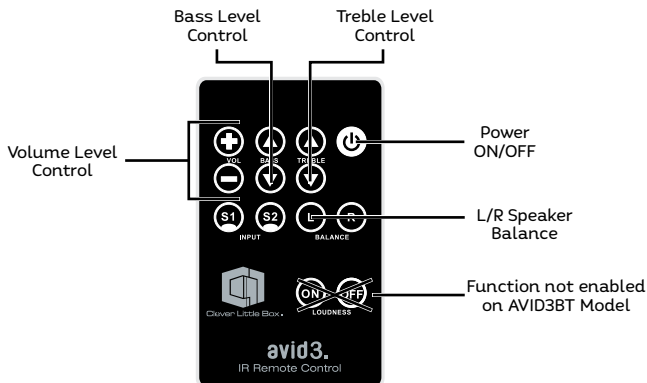 Bass Level
Control
Treble Level
Control
Volume Level
Control
VOL BASS TREBLE
Power
ON/OFF
S1 S2 L R
INPUT BALANCE
L/R Speaker
Balance
ON OFF
LOUDNESS
Function not enabled
on AVID3BT Model
Clever Little Box.
avid3.
IR Remote Control